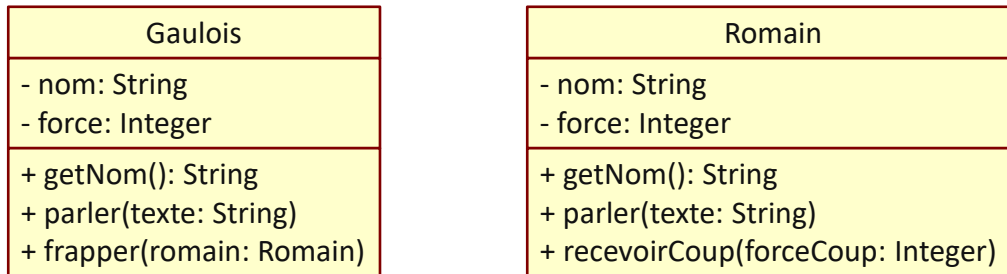 Gaulois
- nom: String
- force: Integer
+ getNom(): String
+ parler(texte: String)
+ frapper(romain: Romain)
Romain
- nom: String
- force: Integer
+ getNom(): String
+ parler(texte: String)
+ recevoirCoup(forceCoup: Integer)